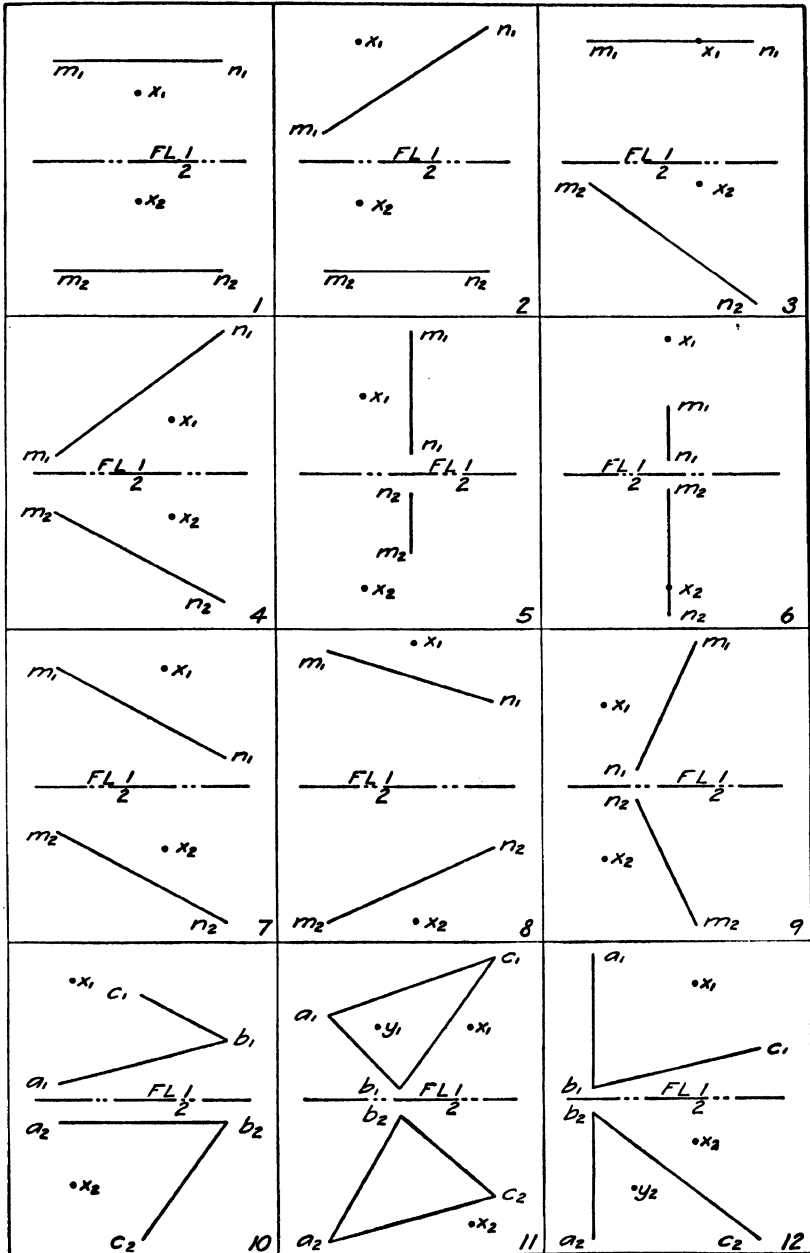 m₁ n₁
x₁
FL 1
2
x₂
m₂ n₂
1
x₁ n₁
m₁
FL 1
2
x₂
m₂ n₂
2
m₁ x₁ n₁
FL 1
2
m₂ x₂
n₂ 3
n₁
x₁
m₁
FL 1
2
m₂ x₂
n₂ 4
m₁
x₁
n₁
FL 1
2
n₂
m₂
x₂
5
x₁
m₁
n₁
FL 1
2
m₂
x₂
n₂
6
m₁ x₁
n₁
FL 1
2
m₂ x₂
n₂ 7
x₁
m₁
n₁
FL 1
2
n₂
m₂ x₂
8
m₁
x₁
n₁
FL 1
2
n₂
x₂
m₂
9
x₁ c₁
b₁
a₁
FL 1
2
a₂ b₂
x₂
c₂ 10
c₁
a₁
y₁ x₁
b₁ FL 1
2
b₂
c₂
a₂ x₂
11
a₁
x₁
c₁
b₁
FL 1
2
b₂
x₂
y₂
a₂ c₂ 12